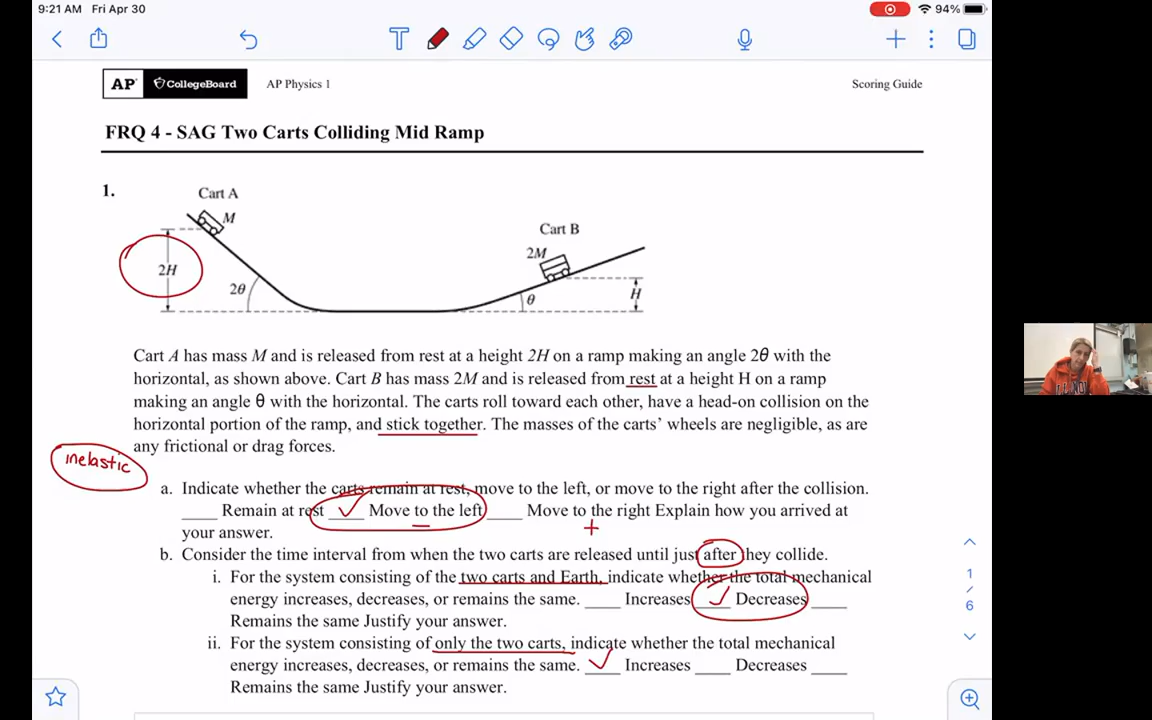 9:21 AM Fri Apr 30
94%
AP CollegeBoard AP Physics 1 Scoring Guide
FRQ 4 - SAG Two Carts Colliding Mid Ramp
1.
Cart A
M
2H
2θ
Cart B
2M
θ
H
Cart A has mass M and is released from rest at a height 2H on a ramp making an angle 2θ with the
horizontal, as shown above. Cart B has mass 2M and is released from rest at a height H on a ramp
making an angle θ with the horizontal. The carts roll toward each other, have a head-on collision on the
horizontal portion of the ramp, and stick together. The masses of the carts' wheels are negligible, as are
any frictional or drag forces.
inelastic
a. Indicate whether the carts remain at rest, move to the left, or move to the right after the collision.
____ Remain at rest ____ Move to the left ____ Move to the right Explain how you arrived at
+
your answer.
b. Consider the time interval from when the two carts are released until just after they collide.
i. For the system consisting of the two carts and Earth, indicate whether the total mechanical
energy increases, decreases, or remains the same. ____ Increases ____ Decreases ____
Remains the same Justify your answer.
ii. For the system consisting of only the two carts, indicate whether the total mechanical
energy increases, decreases, or remains the same. ____ Increases ____ Decreases ____
Remains the same Justify your answer.
1
/
6